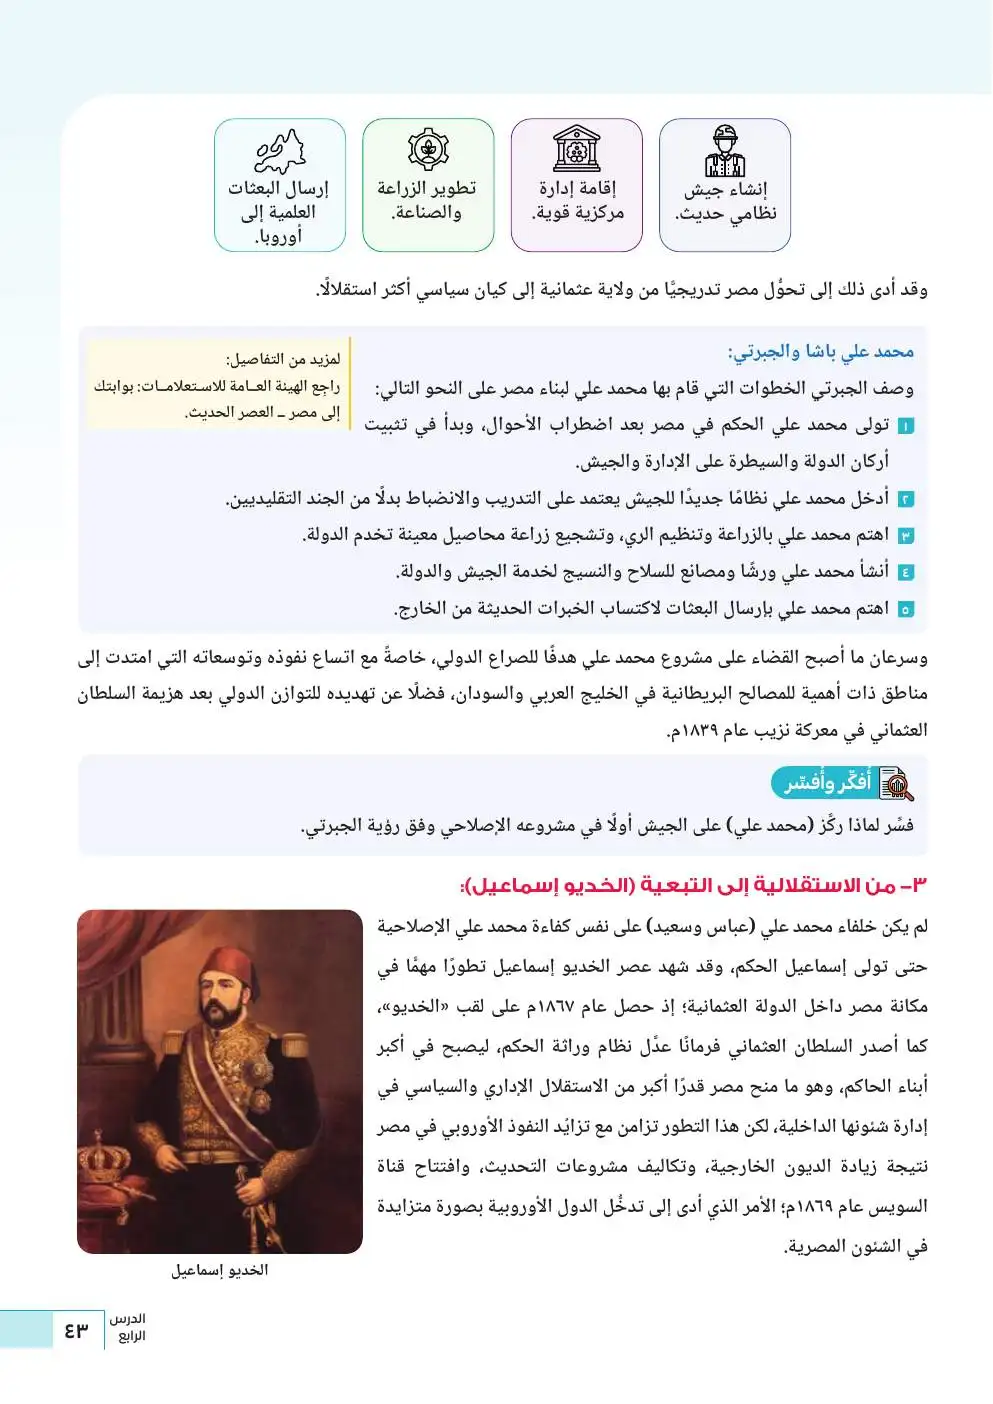 إنشاء جيش
نظامي حديث.
إقامة إدارة
مركزية قوية.
تطوير الزراعة
والصناعة.
إرسال البعثات
العلمية إلى
أوروبا.
وقد أدى ذلك إلى تحوُّل مصر تدريجيًّا من ولاية عثمانية إلى كيان سياسي أكثر استقلالًا.
محمد علي باشا والجبرتي:
وصف الجبرتي الخطوات التي قام بها محمد علي لبناء مصر على النحو التالي:
١ تولى محمد علي الحكم في مصر بعد اضطراب الأحوال، وبدأ في تثبيت
أركان الدولة والسيطرة على الإدارة والجيش.
٢ أدخل محمد علي نظامًا جديدًا للجيش يعتمد على التدريب والانضباط بدلًا من الجند التقليديين.
٣ اهتم محمد علي بالزراعة وتنظيم الري، وتشجيع زراعة محاصيل معينة تخدم الدولة.
٤ أنشأ محمد علي ورشًا ومصانع للسلاح والنسيج لخدمة الجيش والدولة.
٥ اهتم محمد علي بإرسال البعثات لاكتساب الخبرات الحديثة من الخارج.
لمزيد من التفاصيل:
راجِع الهيئة العــامة للاسـتعلامـات: بوابتك
إلى مصر – العصر الحديث.
وسرعان ما أصبح القضاء على مشروع محمد علي هدفًا للصراع الدولي، خاصةً مع اتساع نفوذه وتوسعاته التي امتدت إلى
مناطق ذات أهمية للمصالح البريطانية في الخليج العربي والسودان، فضلًا عن تهديده للتوازن الدولي بعد هزيمة السلطان
العثماني في معركة نزيب عام ١٨٣٩م.
أفكِّر وأفسِّر
فسَّر لماذا ركَّز (محمد علي) على الجيش أولًا في مشروعه الإصلاحي وفق رؤية الجبرتي.
٣- من الاستقلالية إلى التبعية (الخديو إسماعيل):
لم يكن خلفاء محمد علي (عباس وسعيد) على نفس كفاءة محمد علي الإصلاحية
حتى تولى إسماعيل الحكم، وقد شهد عصر الخديو إسماعيل تطورًا مهمًّا في
مكانة مصر داخل الدولة العثمانية؛ إذ حصل عام ١٨٦٧م على لقب «الخديو»،
كما أصدر السلطان العثماني فرمانًا عدَّل نظام وراثة الحكم، ليصبح في أكبر
أبناء الحاكم، وهو ما منح مصر قدرًا أكبر من الاستقلال الإداري والسياسي في
إدارة شئونها الداخلية، لكن هذا التطور تزامن مع تزايُد النفوذ الأوروبي في مصر
نتيجة زيادة الديون الخارجية، وتكاليف مشروعات التحديث، وافتتاح قناة
السويس عام ١٨٦٩م؛ الأمر الذي أدى إلى تدخُّل الدول الأوروبية بصورة متزايدة
في الشئون المصرية.
الخديو إسماعيل
الدرس
الرابع
٤٣